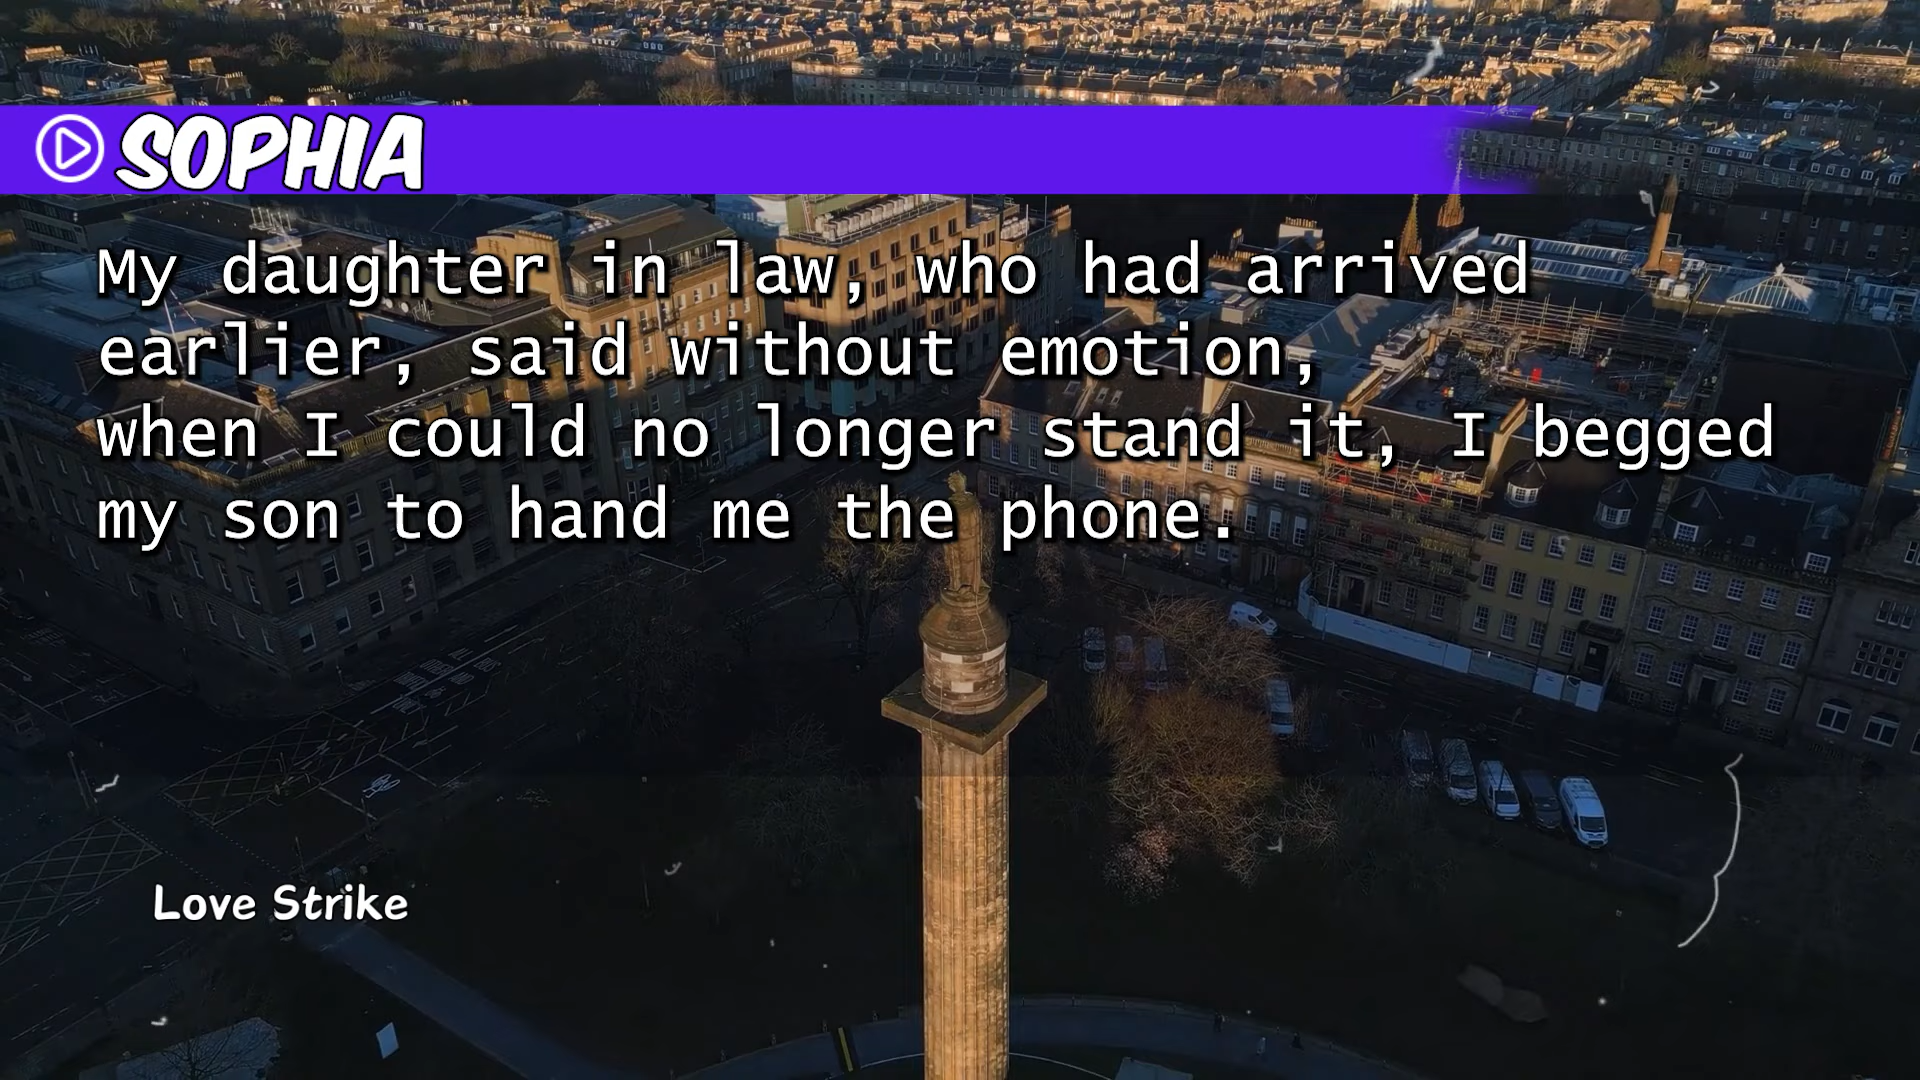 SOPHIA
My daughter in law, who had arrived
earlier, said without emotion,
when I could no longer stand it, I begged
my son to hand me the phone.
Love Strike